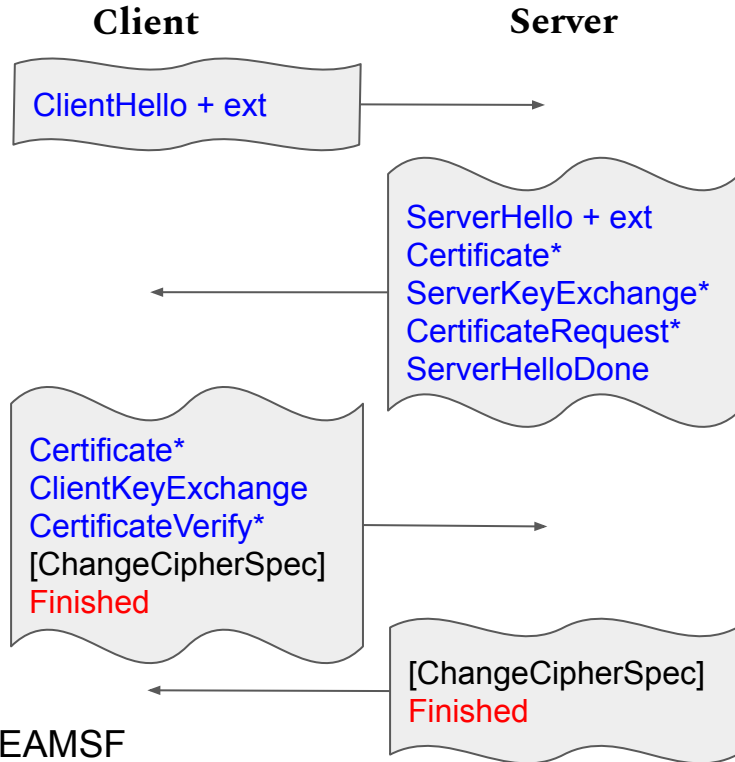 Client
Server
ClientHello + ext
ServerHello + ext
Certificate*
ServerKeyExchange*
CertificateRequest*
ServerHelloDone
Certificate*
ClientKeyExchange
CertificateVerify*
[ChangeCipherSpec]
Finished
[ChangeCipherSpec]
Finished
EAMSF